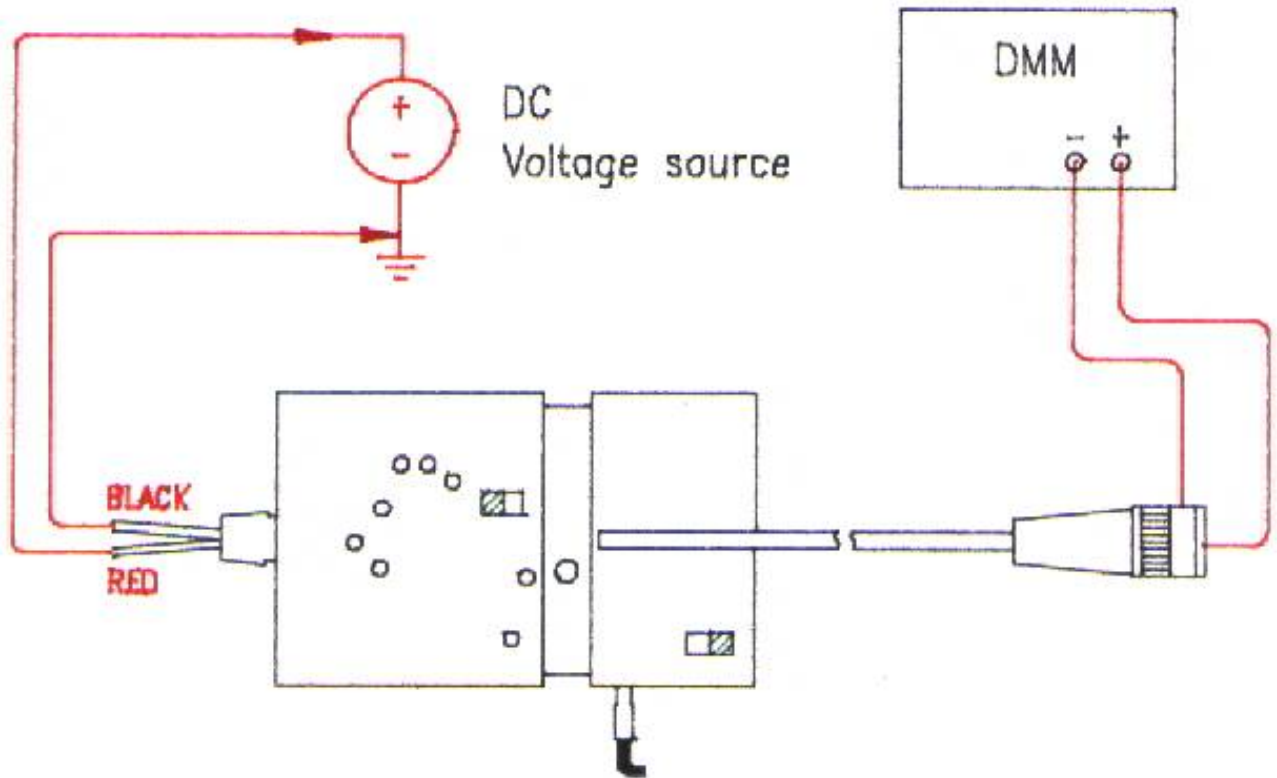 DMM
DC
Voltage source
+
-
- +
BLACK
RED